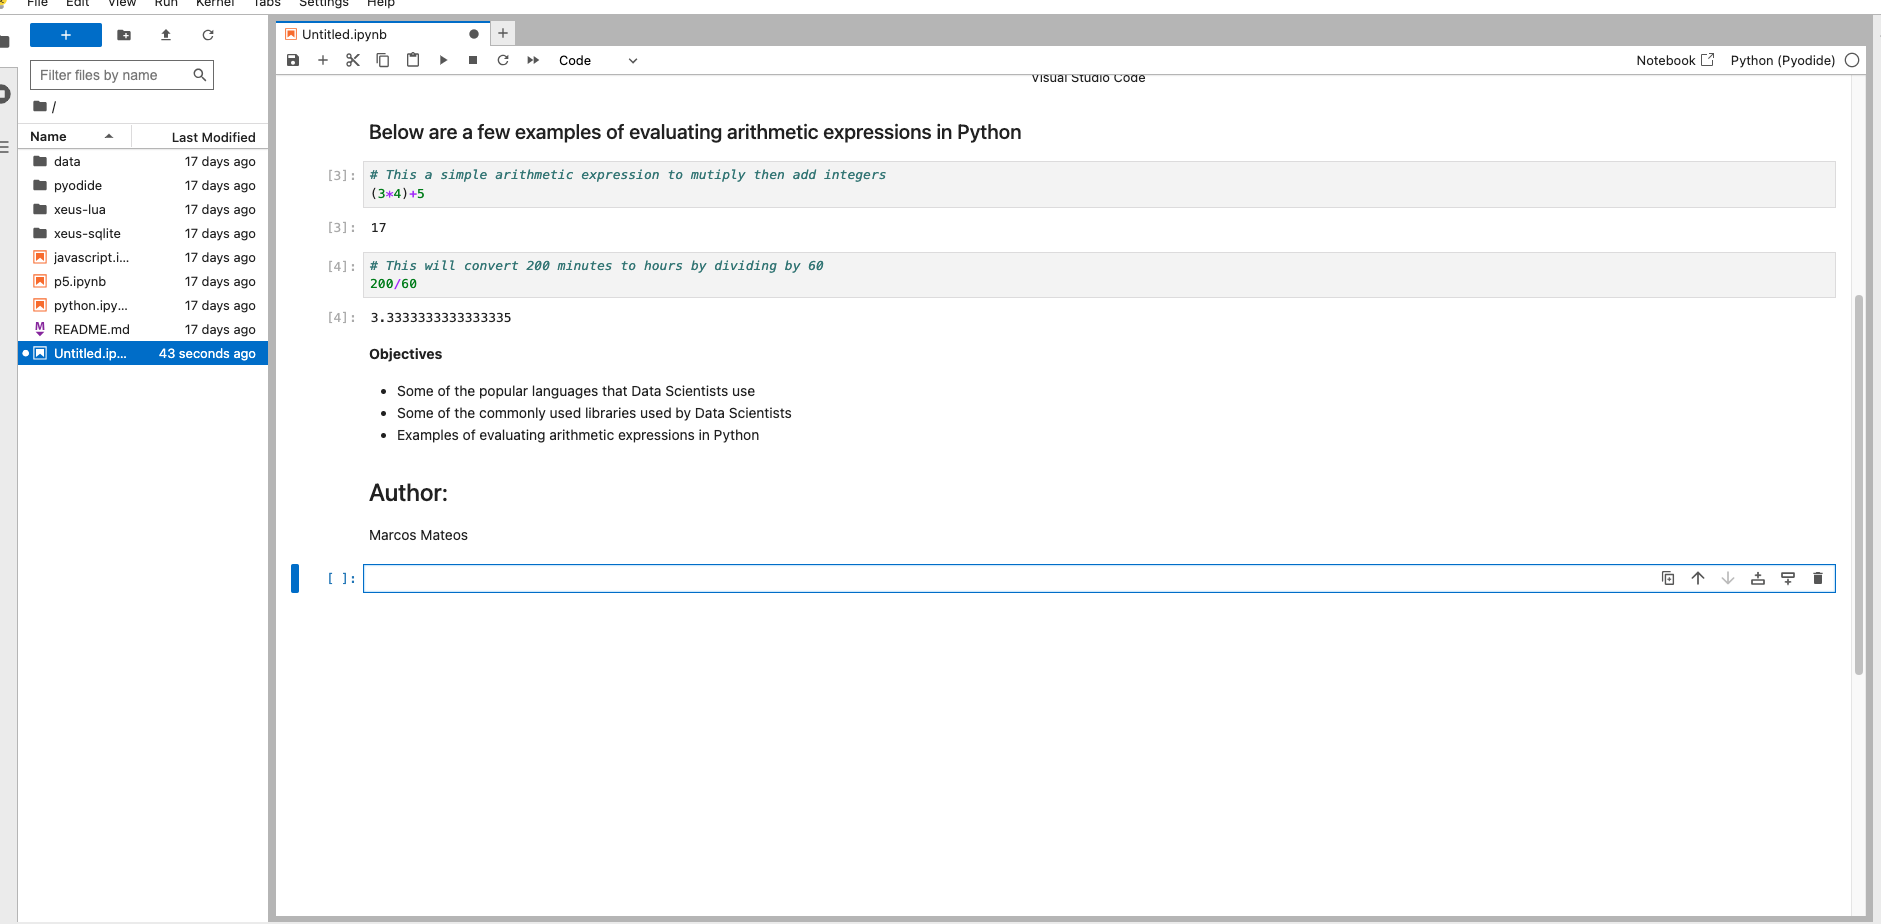 File Edit View Run Kernel Tabs Settings Help
Untitled.ipynb
Code
Notebook
Python (Pyodide)
Filter files by name
/
Name Last Modified
data 17 days ago
pyodide 17 days ago
xeus-lua 17 days ago
xeus-sqlite 17 days ago
javascript.i... 17 days ago
p5.ipynb 17 days ago
python.ipy... 17 days ago
README.md 17 days ago
Untitled.ip... 43 seconds ago
Visual Studio Code
Below are a few examples of evaluating arithmetic expressions in Python
[3]: # This a simple arithmetic expression to mutiply then add integers
(3*4)+5
[3]: 17
[4]: # This will convert 200 minutes to hours by dividing by 60
200/60
[4]: 3.3333333333333335
Objectives
• Some of the popular languages that Data Scientists use
• Some of the commonly used libraries used by Data Scientists
• Examples of evaluating arithmetic expressions in Python
Author:
Marcos Mateos
[ ]: